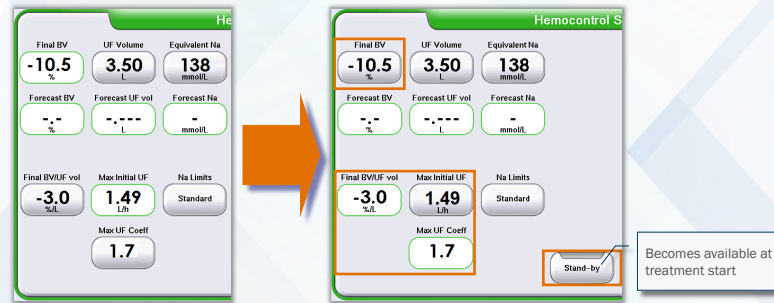 He
Final BV UF Volume Equivalent Na
-10.5 3.50 138
% L mmol/L
Forecast BV Forecast UF vol Forecast Na
-.- -.--- -
% L mmol/L
Final BV/UF vol Max Initial UF Na Limits
-3.0 1.49 Standard
%/L L/h
Max UF Coeff
1.7
Hemocontrol S
Final BV UF Volume Equivalent Na
-10.5 3.50 138
% L mmol/L
Forecast BV Forecast UF vol Forecast Na
-.- -.--- -
% L mmol/L
Final BV/UF vol Max Initial UF Na Limits
-3.0 1.49 Standard
%/L L/h
Max UF Coeff
1.7
Stand-by
Becomes available at
treatment start